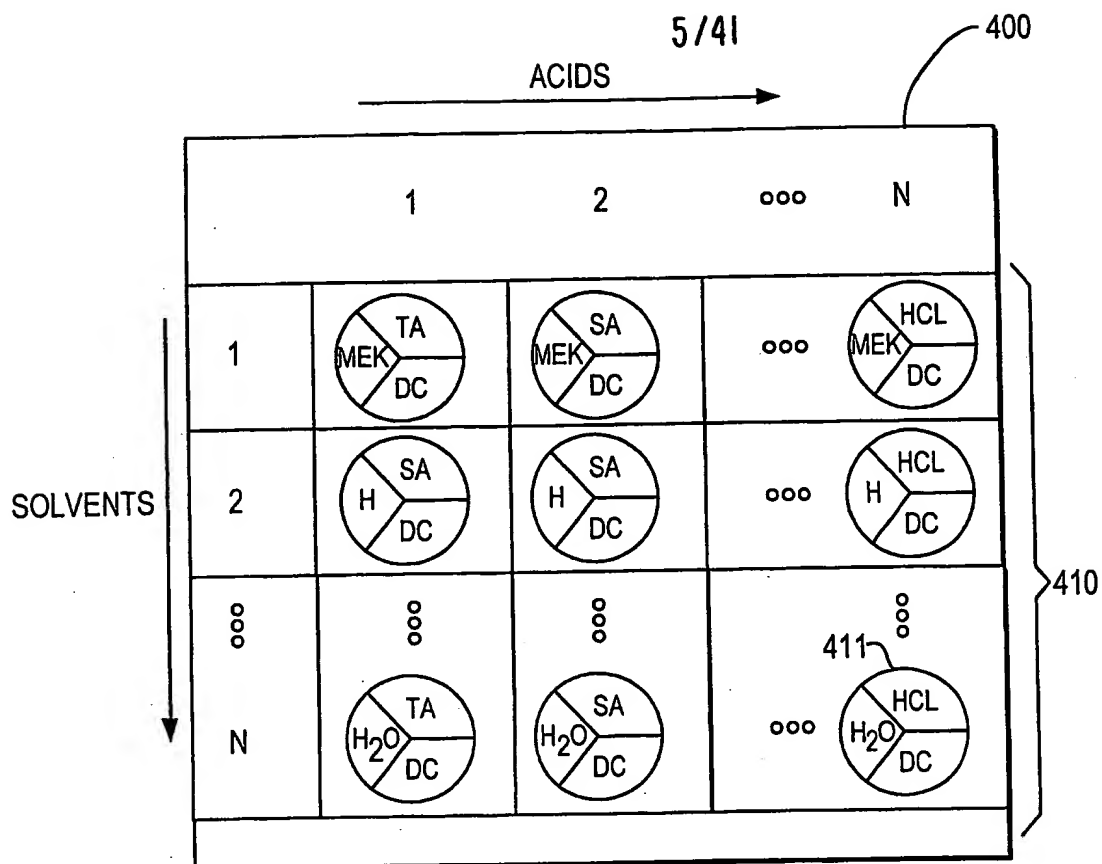 5/41
400
ACIDS
1 2 ooo N
1 TA MEK DC SA MEK DC ooo HCL MEK DC
SOLVENTS 2 SA H DC SA H DC ooo HCL H DC
410
ooo ooo ooo ooo
411
N TA H2O DC SA H2O DC ooo HCL H2O DC